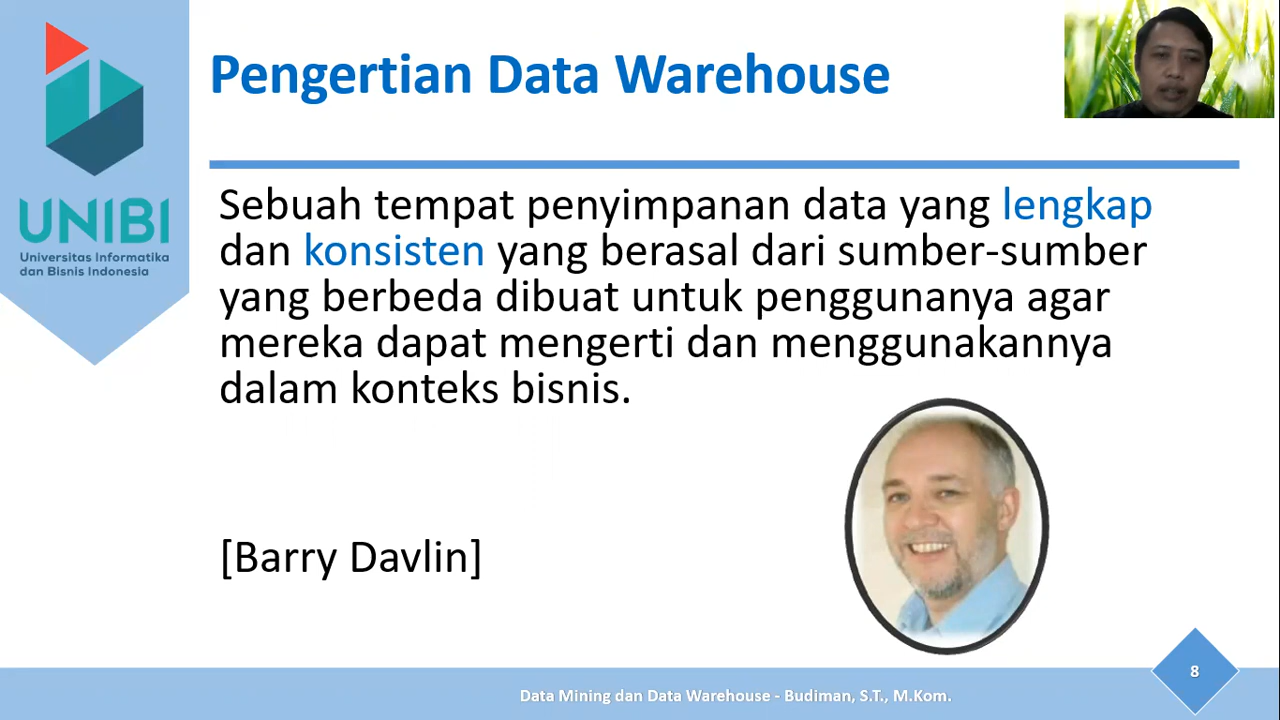 Pengertian Data Warehouse
UNIBI
Universitas Informatika
dan Bisnis Indonesia
Sebuah tempat penyimpanan data yang lengkap
dan konsisten yang berasal dari sumber-sumber
yang berbeda dibuat untuk penggunanya agar
mereka dapat mengerti dan menggunakannya
dalam konteks bisnis.
[Barry Davlin]
8
Data Mining dan Data Warehouse - Budiman, S.T., M.Kom.